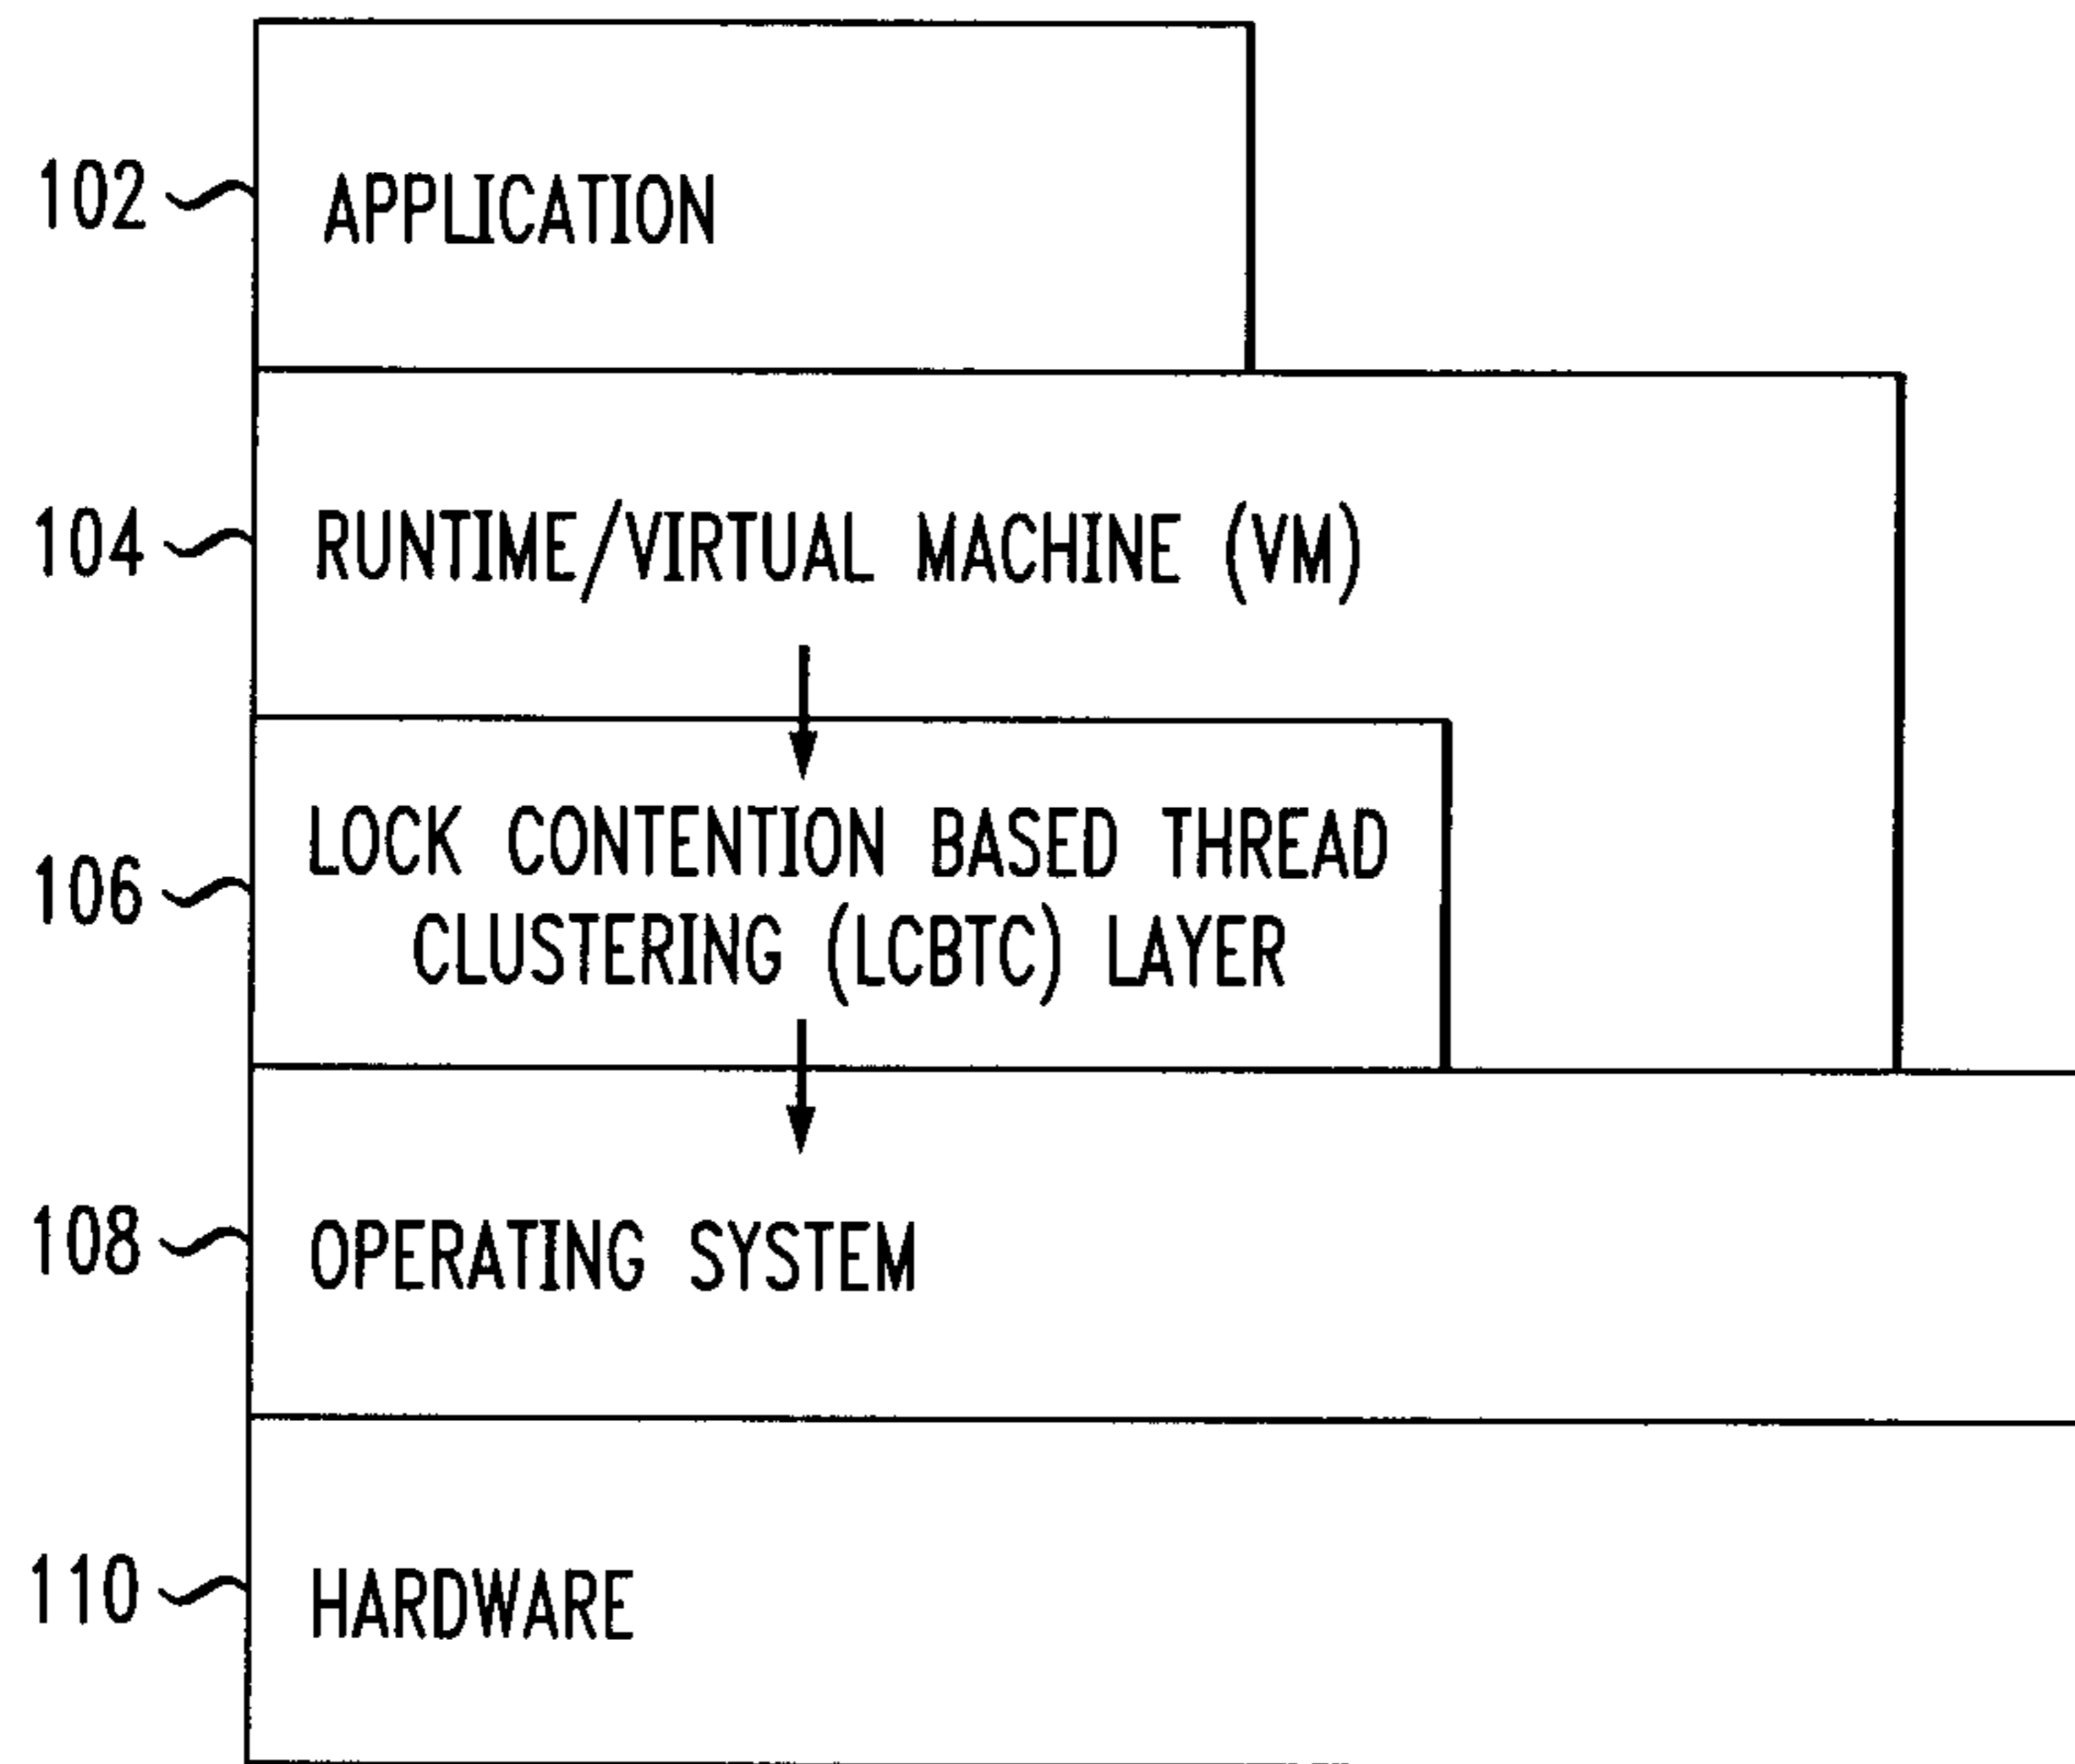 102 APPLICATION
104 RUNTIME/VIRTUAL MACHINE (VM)
106 LOCK CONTENTION BASED THREAD
CLUSTERING (LCBTC) LAYER
108 OPERATING SYSTEM
110 HARDWARE